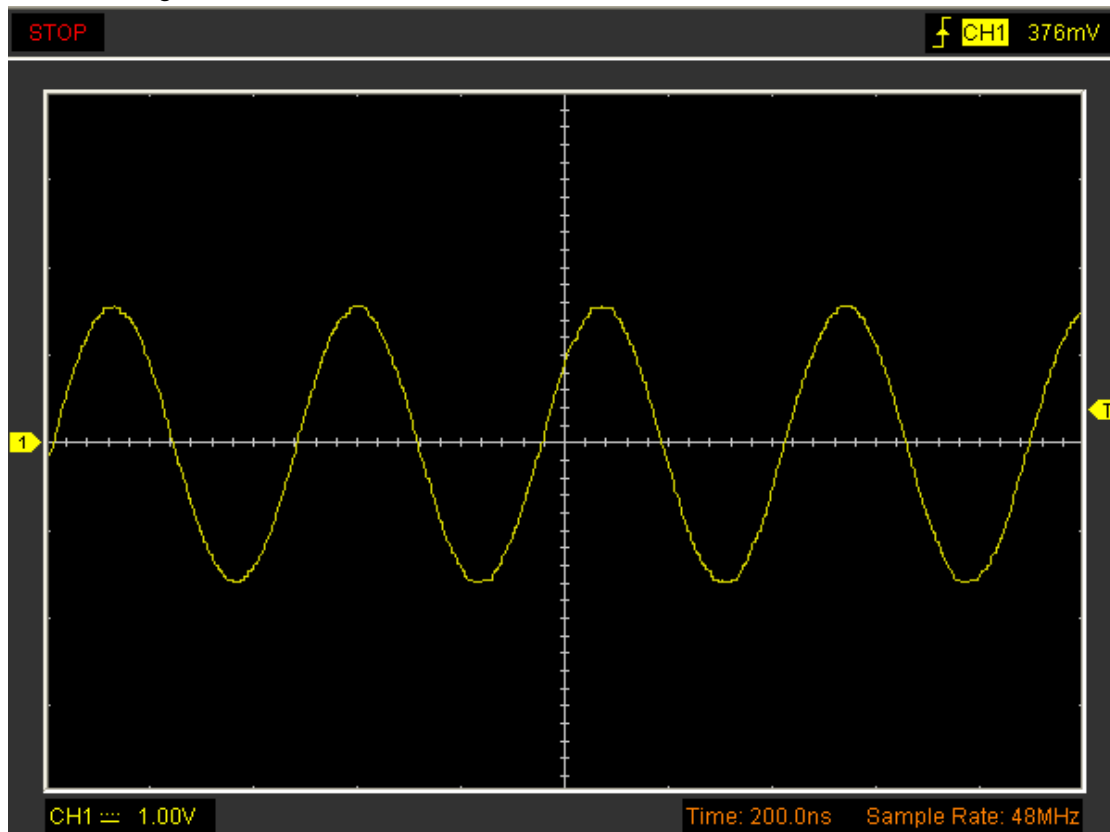 STOP
CH1 376mV
1
T
CH1 1.00V
Time: 200.0ns Sample Rate: 48MHz